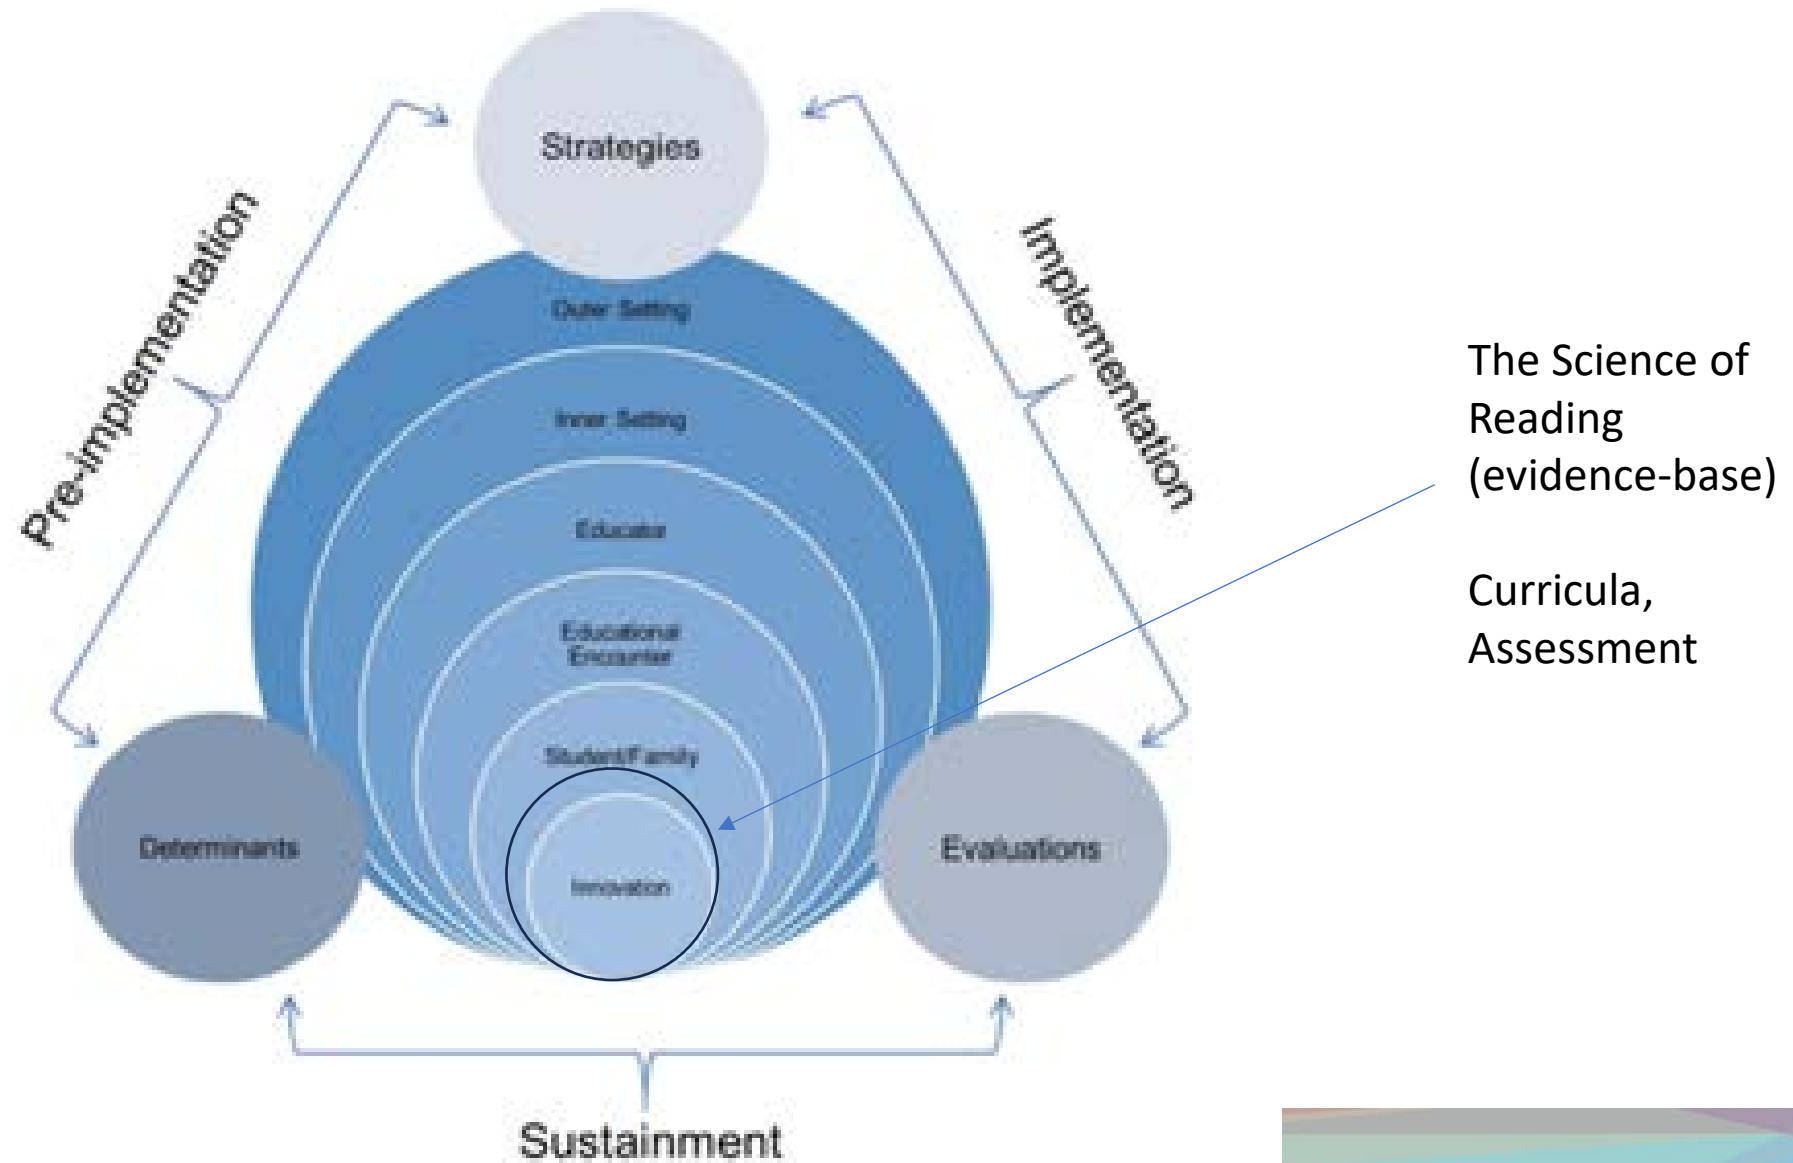 Strategies
Pre-implementation
Implementation
Outer Setting
Inner Setting
Educator
Educational
Encounter
Student/Family
Innovation
Determinants
Evaluations
Sustainment
The Science of
Reading
(evidence-base)
Curricula,
Assessment